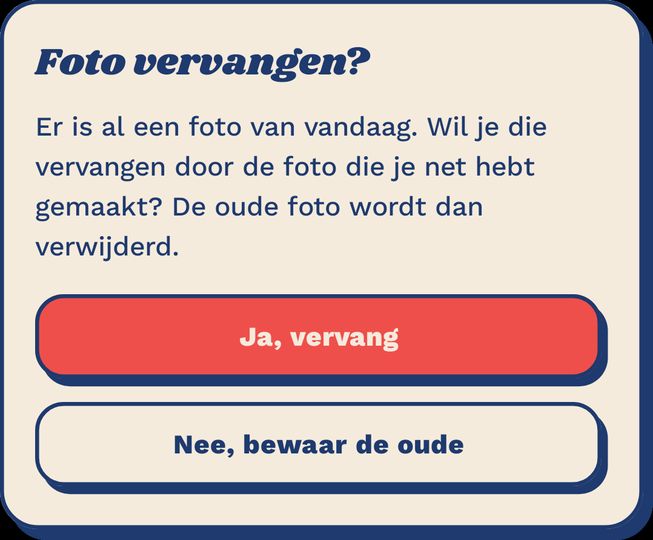 Foto vervangen?
Er is al een foto van vandaag. Wil je die
vervangen door de foto die je net hebt
gemaakt? De oude foto wordt dan
verwijderd.
Ja, vervang
Nee, bewaar de oude